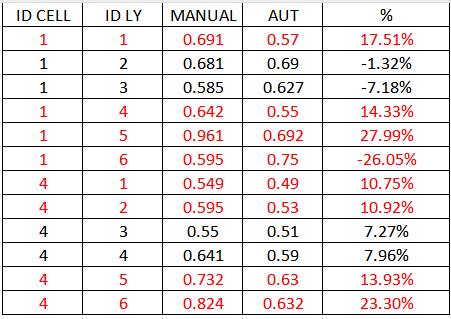 ID CELL ID LY MANUAL AUT %
1 1 0.691 0.57 17.51%
1 2 0.681 0.69 -1.32%
1 3 0.585 0.627 -7.18%
1 4 0.642 0.55 14.33%
1 5 0.961 0.692 27.99%
1 6 0.595 0.75 -26.05%
4 1 0.549 0.49 10.75%
4 2 0.595 0.53 10.92%
4 3 0.55 0.51 7.27%
4 4 0.641 0.59 7.96%
4 5 0.732 0.63 13.93%
4 6 0.824 0.632 23.30%